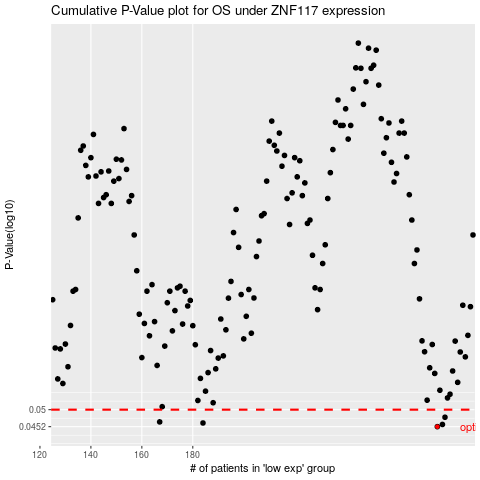 Cumulative P-Value plot for OS under ZNF117 expression
P-Value(log10)
0.05
0.0452
opti
120 140 160 180
# of patients in 'low exp' group